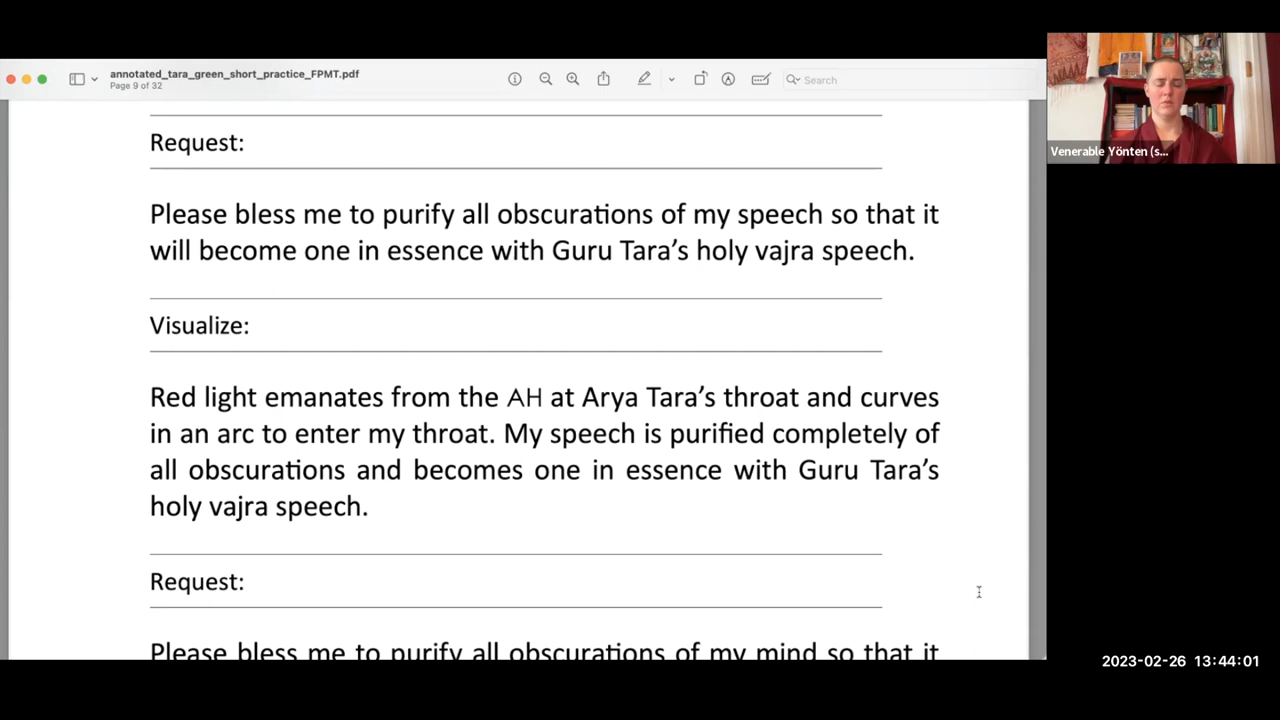 annotated_tara_green_short_practice_FPMT.pdf
Page 9 of 32
Search
Request:
Please bless me to purify all obscurations of my speech so that it
will become one in essence with Guru Tara’s holy vajra speech.
Visualize:
Red light emanates from the AH at Arya Tara’s throat and curves
in an arc to enter my throat. My speech is purified completely of
all obscurations and becomes one in essence with Guru Tara’s
holy vajra speech.
Request:
Please bless me to purify all obscurations of my mind so that it
Venerable Yönten (s...
2023-02-26 13:44:01